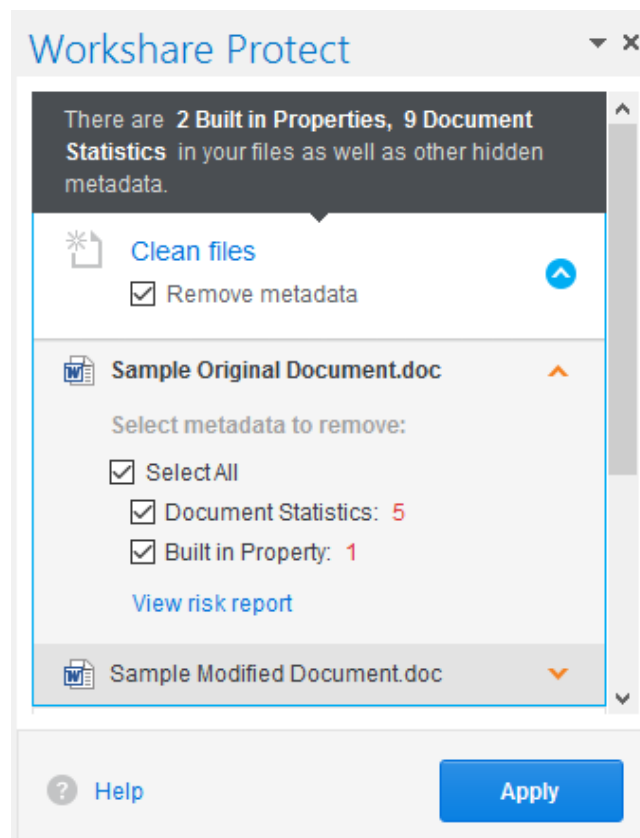 Workshare Protect
There are 2 Built in Properties, 9 Document
Statistics in your files as well as other hidden
metadata.
Clean files
Remove metadata
Sample Original Document.doc
Select metadata to remove:
Select All
Document Statistics: 5
Built in Property: 1
View risk report
Sample Modified Document.doc
? Help
Apply